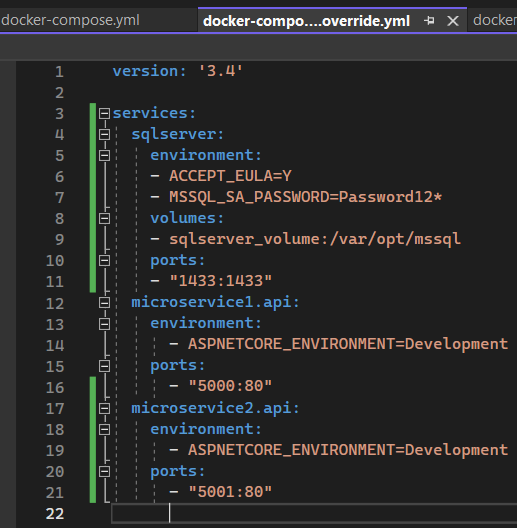 docker-compose.yml docker-compo....override.yml docker
1 version: '3.4'
2
3 services:
4 sqlserver:
5 environment:
6 - ACCEPT_EULA=Y
7 - MSSQL_SA_PASSWORD=Password12*
8 volumes:
9 - sqlserver_volume:/var/opt/mssql
10 ports:
11 - "1433:1433"
12 microservice1.api:
13 environment:
14 - ASPNETCORE_ENVIRONMENT=Development
15 ports:
16 - "5000:80"
17 microservice2.api:
18 environment:
19 - ASPNETCORE_ENVIRONMENT=Development
20 ports:
21 - "5001:80"
22